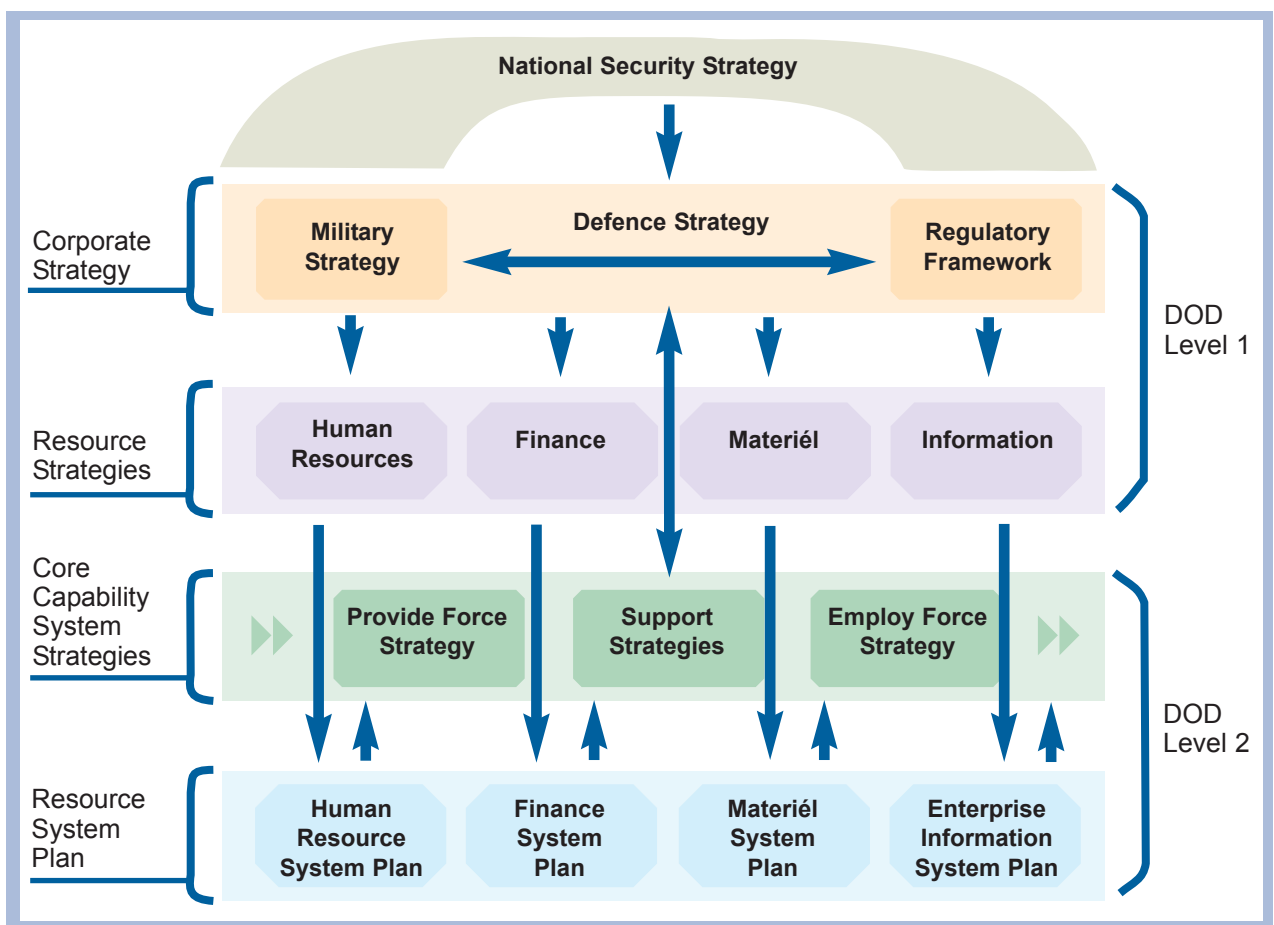 National Security Strategy
Corporate
Strategy
Military
Strategy
Defence Strategy
Regulatory
Framework
DOD
Level 1
Resource
Strategies
Human
Resources
Finance
Materiél
Information
Core
Capability
System
Strategies
Provide Force
Strategy
Support
Strategies
Employ Force
Strategy
DOD
Level 2
Resource
System
Plan
Human
Resource
System Plan
Finance
System
Plan
Materiél
System
Plan
Enterprise
Information
System Plan